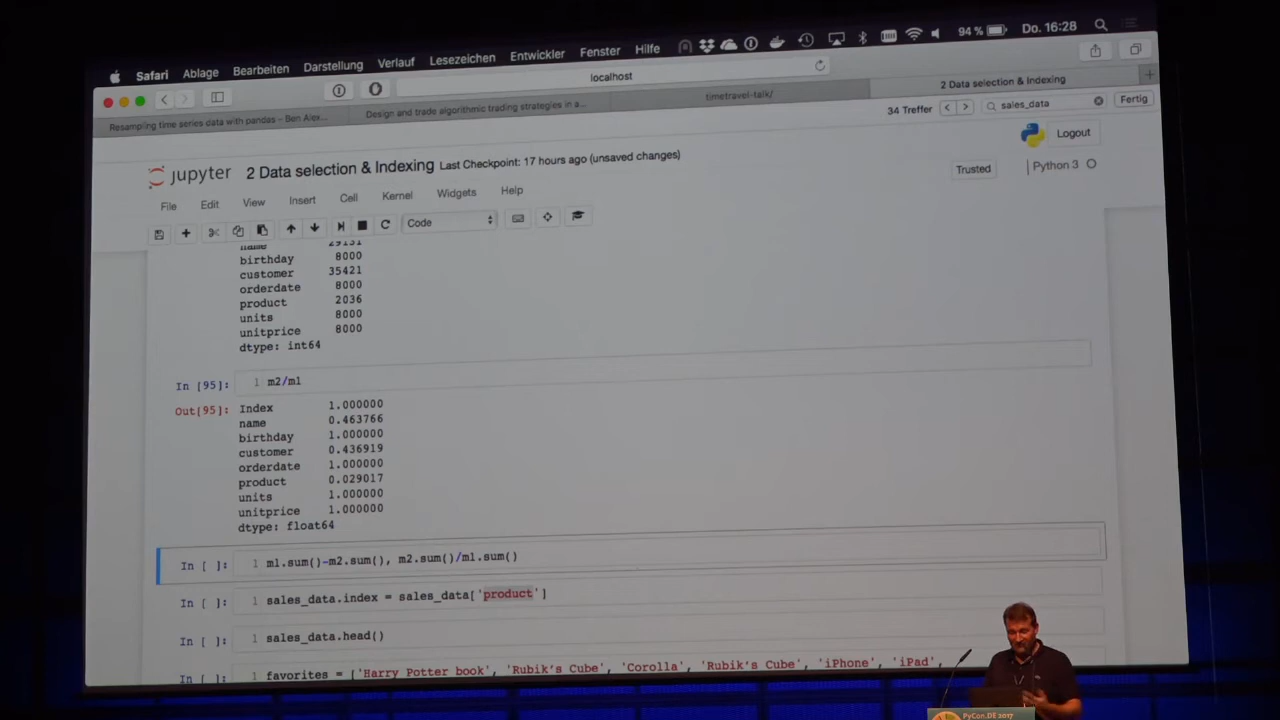 Safari Ablage Bearbeiten Darstellung Verlauf Lesezeichen Entwickler Fenster Hilfe 94 % Do. 16:28
localhost
Resampling time series data with pandas – Ben Alex... Design and trade algorithmic trading strategies in a... timetravel-talk/ 2 Data selection & Indexing
34 Treffer sales_data Fertig
jupyter 2 Data selection & Indexing Last Checkpoint: 17 hours ago (unsaved changes) Logout
File Edit View Insert Cell Kernel Widgets Help Trusted Python 3
Code
name 29131
birthday 8000
customer 35421
orderdate 8000
product 2036
units 8000
unitprice 8000
dtype: int64
In [95]: 1 m2/m1
Out[95]: Index 1.000000
name 0.463766
birthday 1.000000
customer 0.436919
orderdate 1.000000
product 0.029017
units 1.000000
unitprice 1.000000
dtype: float64
In [ ]: 1 m1.sum()-m2.sum(), m2.sum()/m1.sum()
In [ ]: 1 sales_data.index = sales_data['product']
In [ ]: 1 sales_data.head()
In [ ]: 1 favorites = ['Harry Potter book', 'Rubik's Cube', 'Corolla', 'Rubik's Cube', 'iPhone', 'iPad',
PyCon.DE 2017